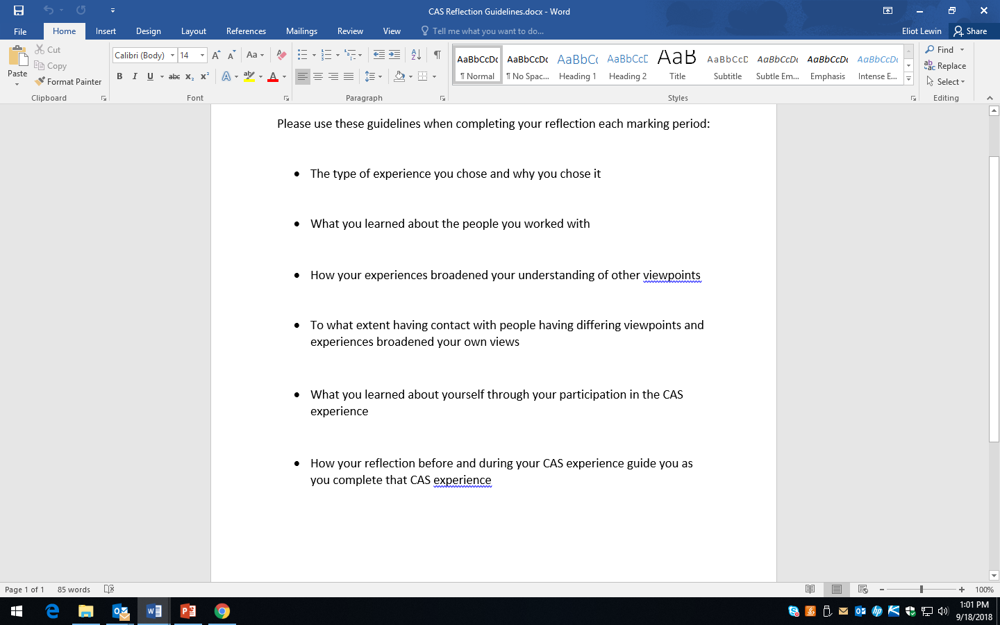 CAS Reflection Guidelines.docx - Word
File Home Insert Design Layout References Mailings Review View Tell me what you want to do... Eliot Lewin Share
Paste
Cut
Copy
Format Painter
Clipboard
Calibri (Body) 14
B I U abc x₂ x²
Font
Paragraph
AaBbCcDc AaBbCcDc AaBbCc AaBbCcD AaB AaBbCcD AaBbCcDc AaBbCcDc AaBbCcDc
¶ Normal ¶ No Spac... Heading 1 Heading 2 Title Subtitle Subtle Em... Emphasis Intense E...
Styles
Find
Replace
Select
Editing
Please use these guidelines when completing your reflection each marking period:
• The type of experience you chose and why you chose it
• What you learned about the people you worked with
• How your experiences broadened your understanding of other viewpoints
• To what extent having contact with people having differing viewpoints and
experiences broadened your own views
• What you learned about yourself through your participation in the CAS
experience
• How your reflection before and during your CAS experience guide you as
you complete that CAS experience
Page 1 of 1 85 words 100%
1:01 PM
9/18/2018